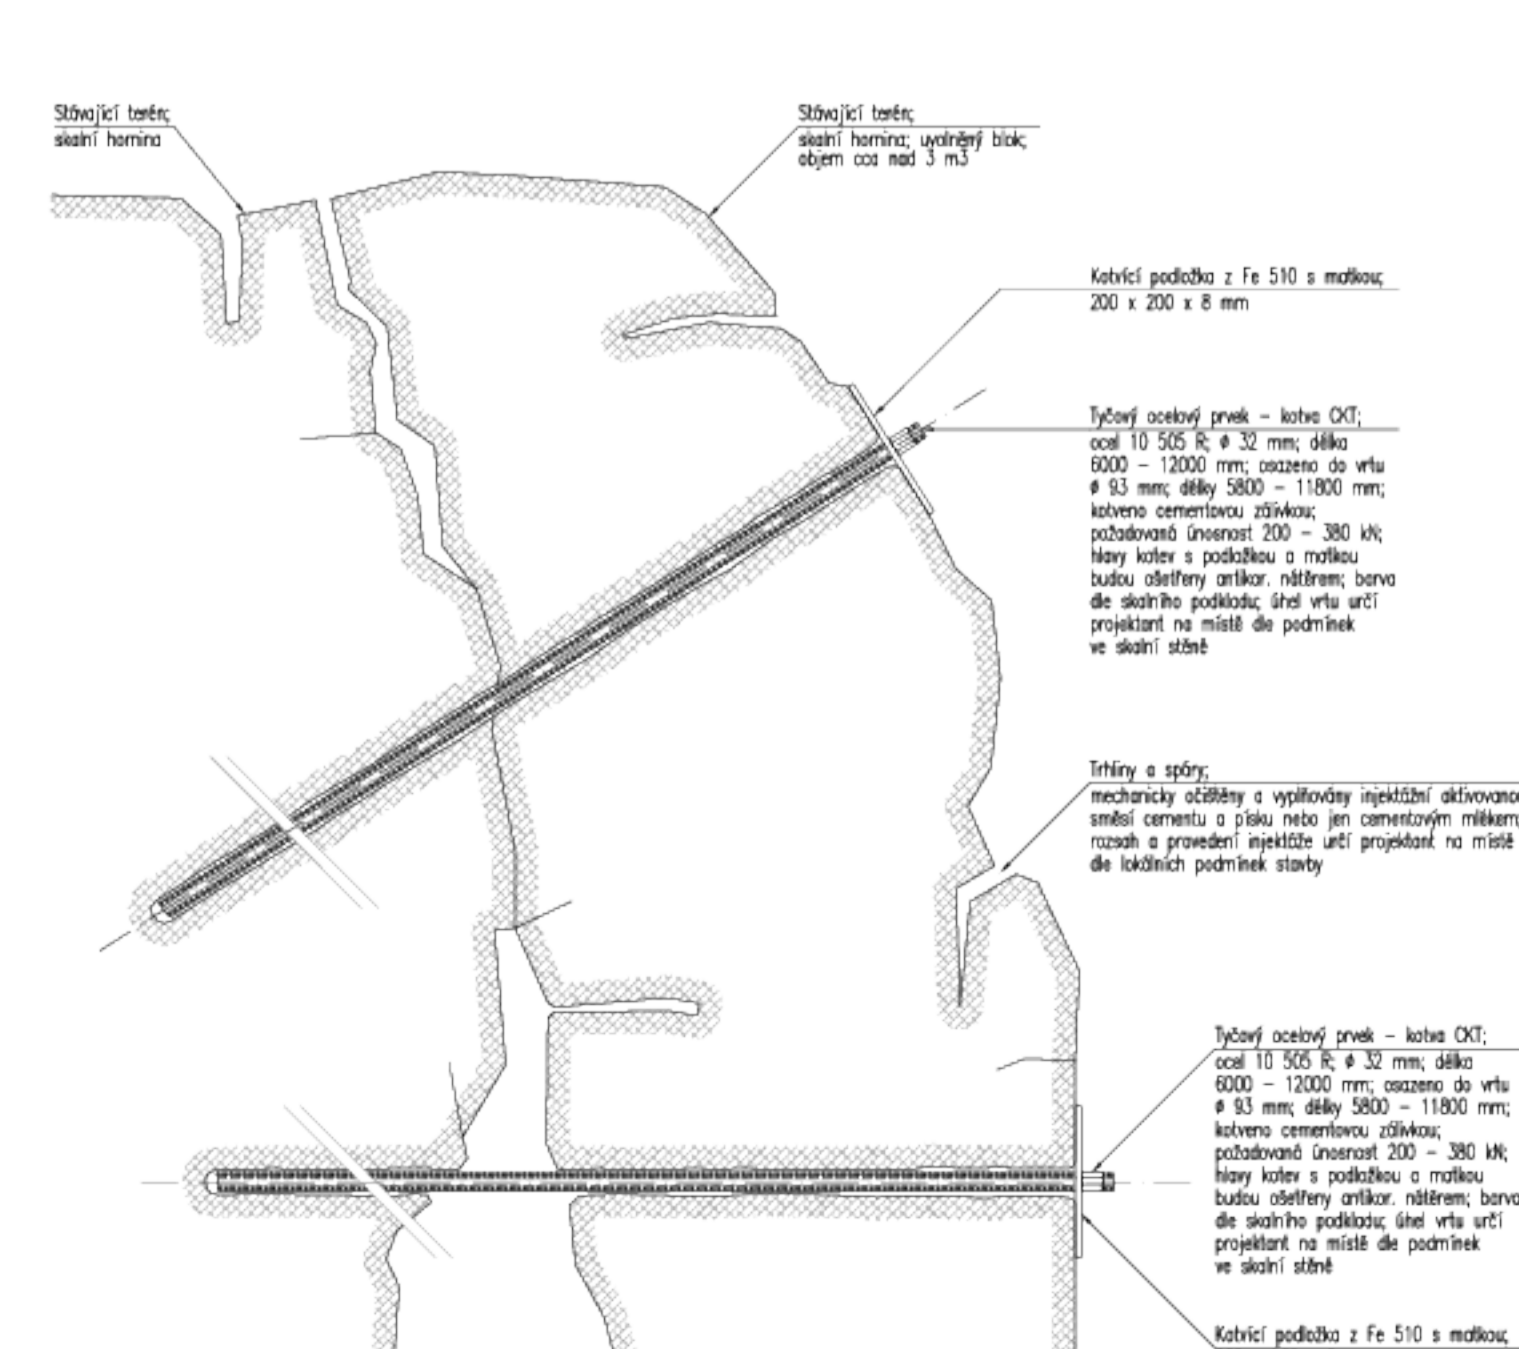 Stávající terén;
skalní hornina
Stávající terén;
skalní hornina; uvolněný blok;
objem cca nad 3 m3
Kotvící podložka z Fe 510 s matkou;
200 x 200 x 8 mm
Tyčový ocelový prvek – kotva CKT;
ocel 10 505 R; ϕ 32 mm; délka
6000 – 12000 mm; osazeno do vrtu
ϕ 93 mm; délky 5800 – 11800 mm;
kotveno cementovou zálivkou;
požadovaná únosnost 200 – 380 kN;
hlavy kotev s podložkou a matkou
budou ošetřeny antikor. nátěrem; barva
dle skalního podkladu; úhel vrtu určí
projektant na místě dle podmínek
ve skalní stěně
Trhliny a spáry;
mechanicky očištěny a vyplňovány injektážní aktivovanou
směsí cementu a písku nebo jen cementovým mlékem;
rozsah a provedení injektáže určí projektant na místě
dle lokálních podmínek stavby
Tyčový ocelový prvek – kotva CKT;
ocel 10 505 R; ϕ 32 mm; délka
6000 – 12000 mm; osazeno do vrtu
ϕ 93 mm; délky 5800 – 11800 mm;
kotveno cementovou zálivkou;
požadovaná únosnost 200 – 380 kN;
hlavy kotev s podložkou a matkou
budou ošetřeny antikor. nátěrem; barva
dle skalního podkladu; úhel vrtu určí
projektant na místě dle podmínek
ve skalní stěně
Kotvící podložka z Fe 510 s matkou;